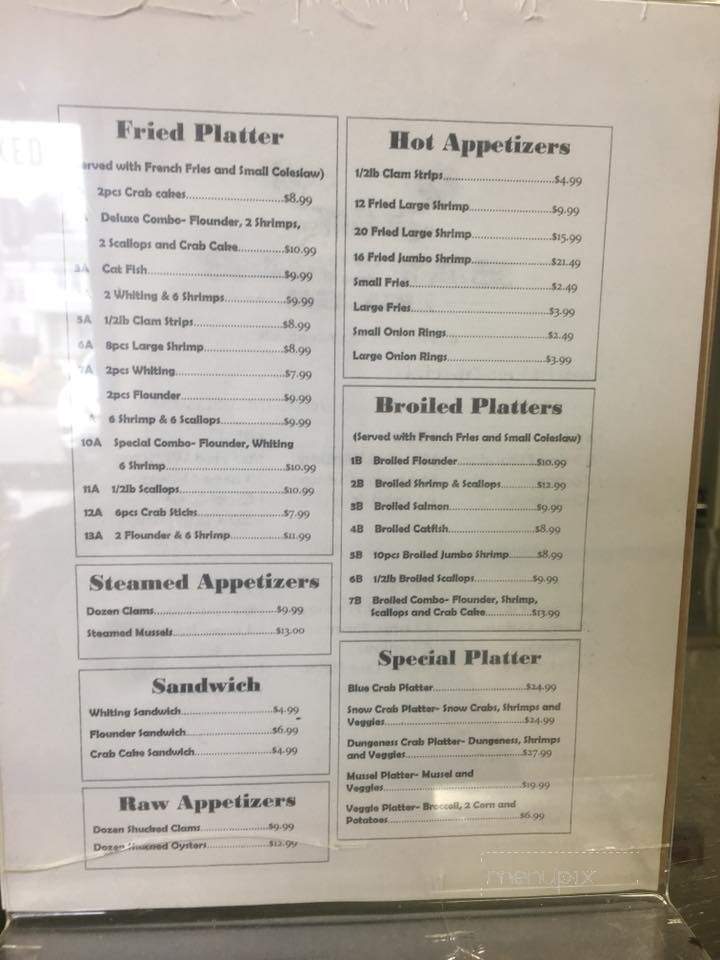 Fried Platter
erved with French Fries and Small Coleslaw)
2pcs Crab cakes..............................$8.99
Deluxe Combo- Flounder, 2 Shrimps,
2 Scallops and Crab Cake..............$10.99
3A Cat Fish..........................................$9.99
2 Whiting & 6 Shrimps..................$9.99
5A 1/2lb Clam Strips...........................$8.99
6A 8pcs Large Shrimp........................$8.99
7A 2pcs Whiting..................................$7.99
2pcs Flounder................................$9.99
6 Shrimp & 6 Scallops...................$9.99
10A Special Combo- Flounder, Whiting
6 Shrimp....................................$10.99
11A 1/2lb Scallops................................$10.99
12A 6pcs Crab Sticks............................$7.99
13A 2 Flounder & 6 Shrimp................$11.99
Steamed Appetizers
Dozen Clams..........................................$9.99
Steamed Mussels...................................$13.00
Sandwich
Whiting Sandwich.............................$4.99
Flounder Sandwich...........................$6.99
Crab Cake Sandwich........................$4.99
Raw Appetizers
Dozen Shucked Clams......................$9.99
Dozen Shucked Oysters....................$12.99
Hot Appetizers
1/2lb Clam Strips....................................$4.99
12 Fried Large Shrimp...........................$9.99
20 Fried Large Shrimp.........................$15.99
16 Fried Jumbo Shrimp........................$21.49
Small Fries...............................................$2.49
Large Fries...............................................$3.99
Small Onion Rings..................................$2.49
Large Onion Rings.................................$3.99
Broiled Platters
(Served with French Fries and Small Coleslaw)
1B Broiled Flounder..........................$10.99
2B Broiled Shrimp & Scallops............$12.99
3B Broiled Salmon.............................$9.99
4B Broiled Catfish..............................$8.99
5B 10pcs Broiled Jumbo Shrimp.........$8.99
6B 1/2lb Broiled Scallops....................$9.99
7B Broiled Combo- Flounder, Shrimp,
Scallops and Crab Cake................$13.99
Special Platter
Blue Crab Platter................................$24.99
Snow Crab Platter- Snow Crabs, Shrimps and
Veggies................................................$24.99
Dungeness Crab Platter- Dungeness, Shrimps
and Veggies.........................................$27.99
Mussel Platter- Mussel and
Veggies................................................$19.99
Veggie Platter- Broccoli, 2 Corn and
Potatoes..............................................$6.99
menupix